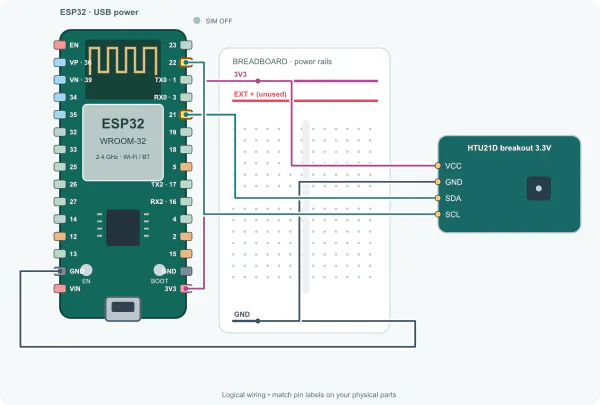 ESP32 · USB power
SIM OFF
EN
VP · 36
VN · 39
34
35
32
33
25
26
27
14
12
13
GND
VIN
23
22
TX0 · 1
RX0 · 3
21
19
18
5
TX2 · 17
RX2 · 16
4
2
15
GND
3V3
ESP32
WROOM-32
2.4 GHz · Wi-Fi / BT
EN
BOOT
BREADBOARD · power rails
3V3
EXT + (unused)
GND
HTU21D breakout 3.3V
VCC
GND
SDA
SCL
Logical wiring • match pin labels on your physical parts